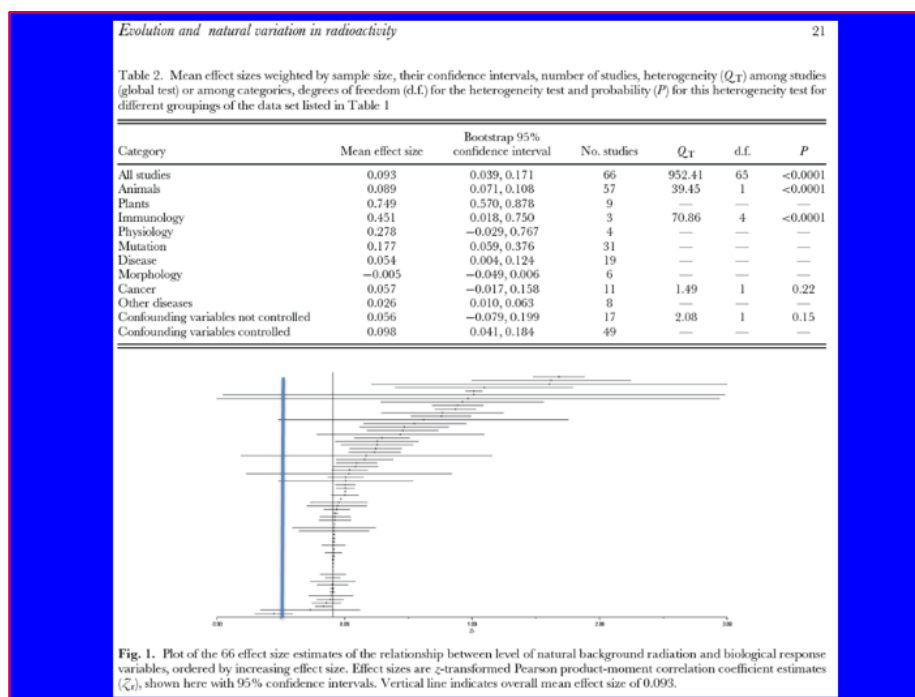 Evolution and natural variation in radioactivity 21
Table 2. Mean effect sizes weighted by sample size, their confidence intervals, number of studies, heterogeneity (QT) among studies
(global test) or among categories, degrees of freedom (d.f.) for the heterogeneity test and probability (P) for this heterogeneity test for
different groupings of the data set listed in Table 1
Bootstrap 95%
Category Mean effect size confidence interval No. studies QT d.f. P
All studies 0.093 0.039, 0.171 66 952.41 65 <0.0001
Animals 0.089 0.071, 0.108 57 39.45 1 <0.0001
Plants 0.749 0.570, 0.878 9 — — —
Immunology 0.451 0.018, 0.750 3 70.86 4 <0.0001
Physiology 0.278 −0.029, 0.767 4 — — —
Mutation 0.177 0.059, 0.376 31 — — —
Disease 0.054 0.004, 0.124 19 — — —
Morphology −0.005 −0.049, 0.006 6 — — —
Cancer 0.057 −0.017, 0.158 11 1.49 1 0.22
Other diseases 0.026 0.010, 0.063 8 — — —
Confounding variables not controlled 0.056 −0.079, 0.199 17 2.08 1 0.15
Confounding variables controlled 0.098 0.041, 0.184 49 — — —
Fig. 1. Plot of the 66 effect size estimates of the relationship between level of natural background radiation and biological response
variables, ordered by increasing effect size. Effect sizes are z-transformed Pearson product-moment correlation coefficient estimates
(zr), shown here with 95% confidence intervals. Vertical line indicates overall mean effect size of 0.093.